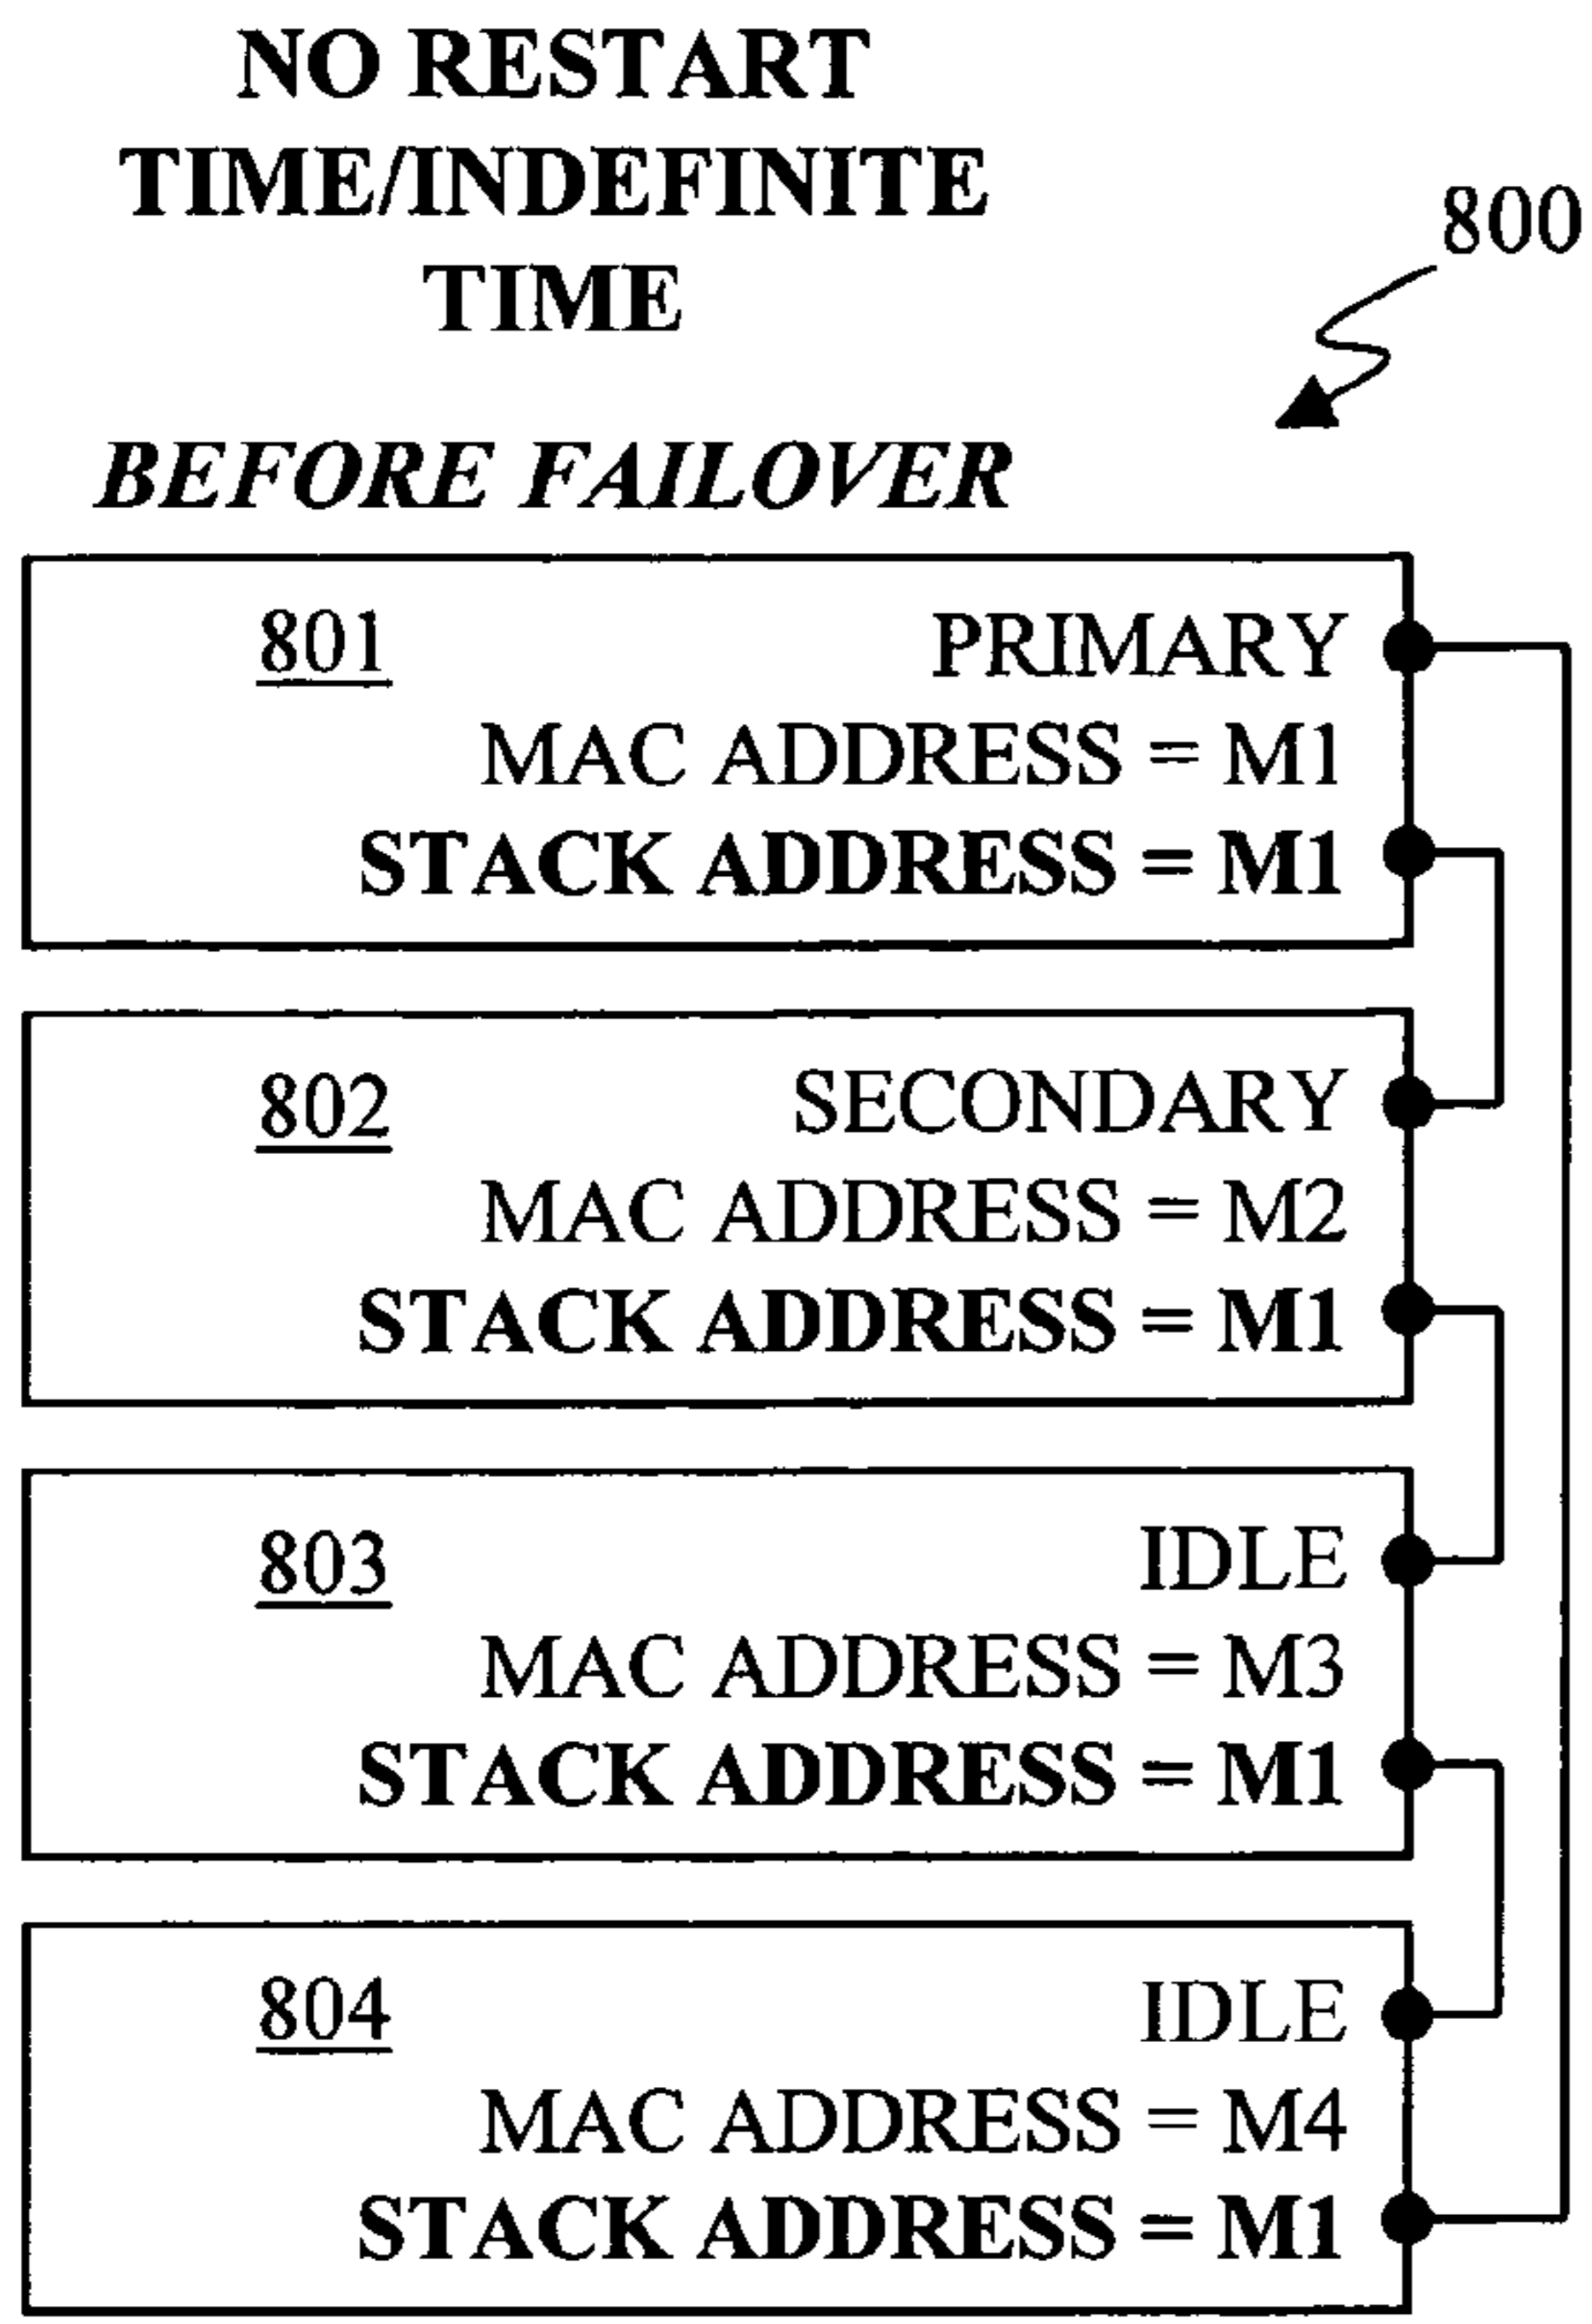 NO RESTART
TIME/INDEFINITE
TIME
800
BEFORE FAILOVER
801 PRIMARY
MAC ADDRESS = M1
STACK ADDRESS = M1
802 SECONDARY
MAC ADDRESS = M2
STACK ADDRESS = M1
803 IDLE
MAC ADDRESS = M3
STACK ADDRESS = M1
804 IDLE
MAC ADDRESS = M4
STACK ADDRESS = M1